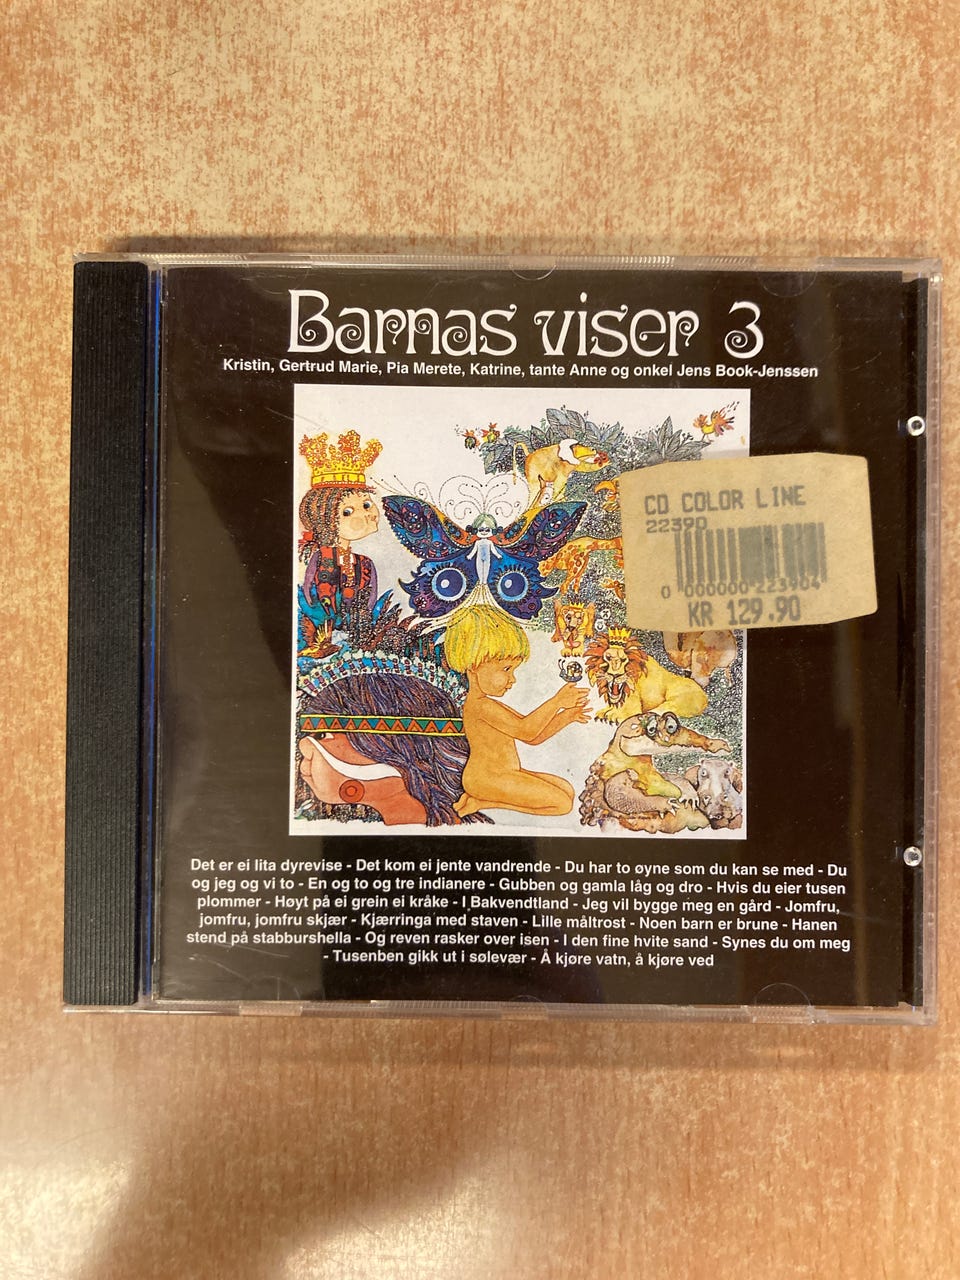 Barnas viser 3
Kristin, Gertrud Marie, Pia Merete, Katrine, tante Anne og onkel Jens Book-Jenssen
CD COLOR LINE
22390
0 000000 223904
KR 129.90
Det er ei lita dyrevise - Det kom ei jente vandrende - Du har to øyne som du kan se med - Du
og jeg og vi to - En og to og tre indianere - Gubben og gamla låg og dro - Hvis du eier tusen
plommer - Høyt på ei grein ei kråke - I Bakvendtland - Jeg vil bygge meg en gård - Jomfru,
jomfru, jomfru skjær - Kjærringa med staven - Lille måltrost - Noen barn er brune - Hanen
stend på stabburshella - Og reven rasker over isen - I den fine hvite sand - Synes du om meg
- Tusenben gikk ut i sølevær - Å kjøre vatn, å kjøre ved